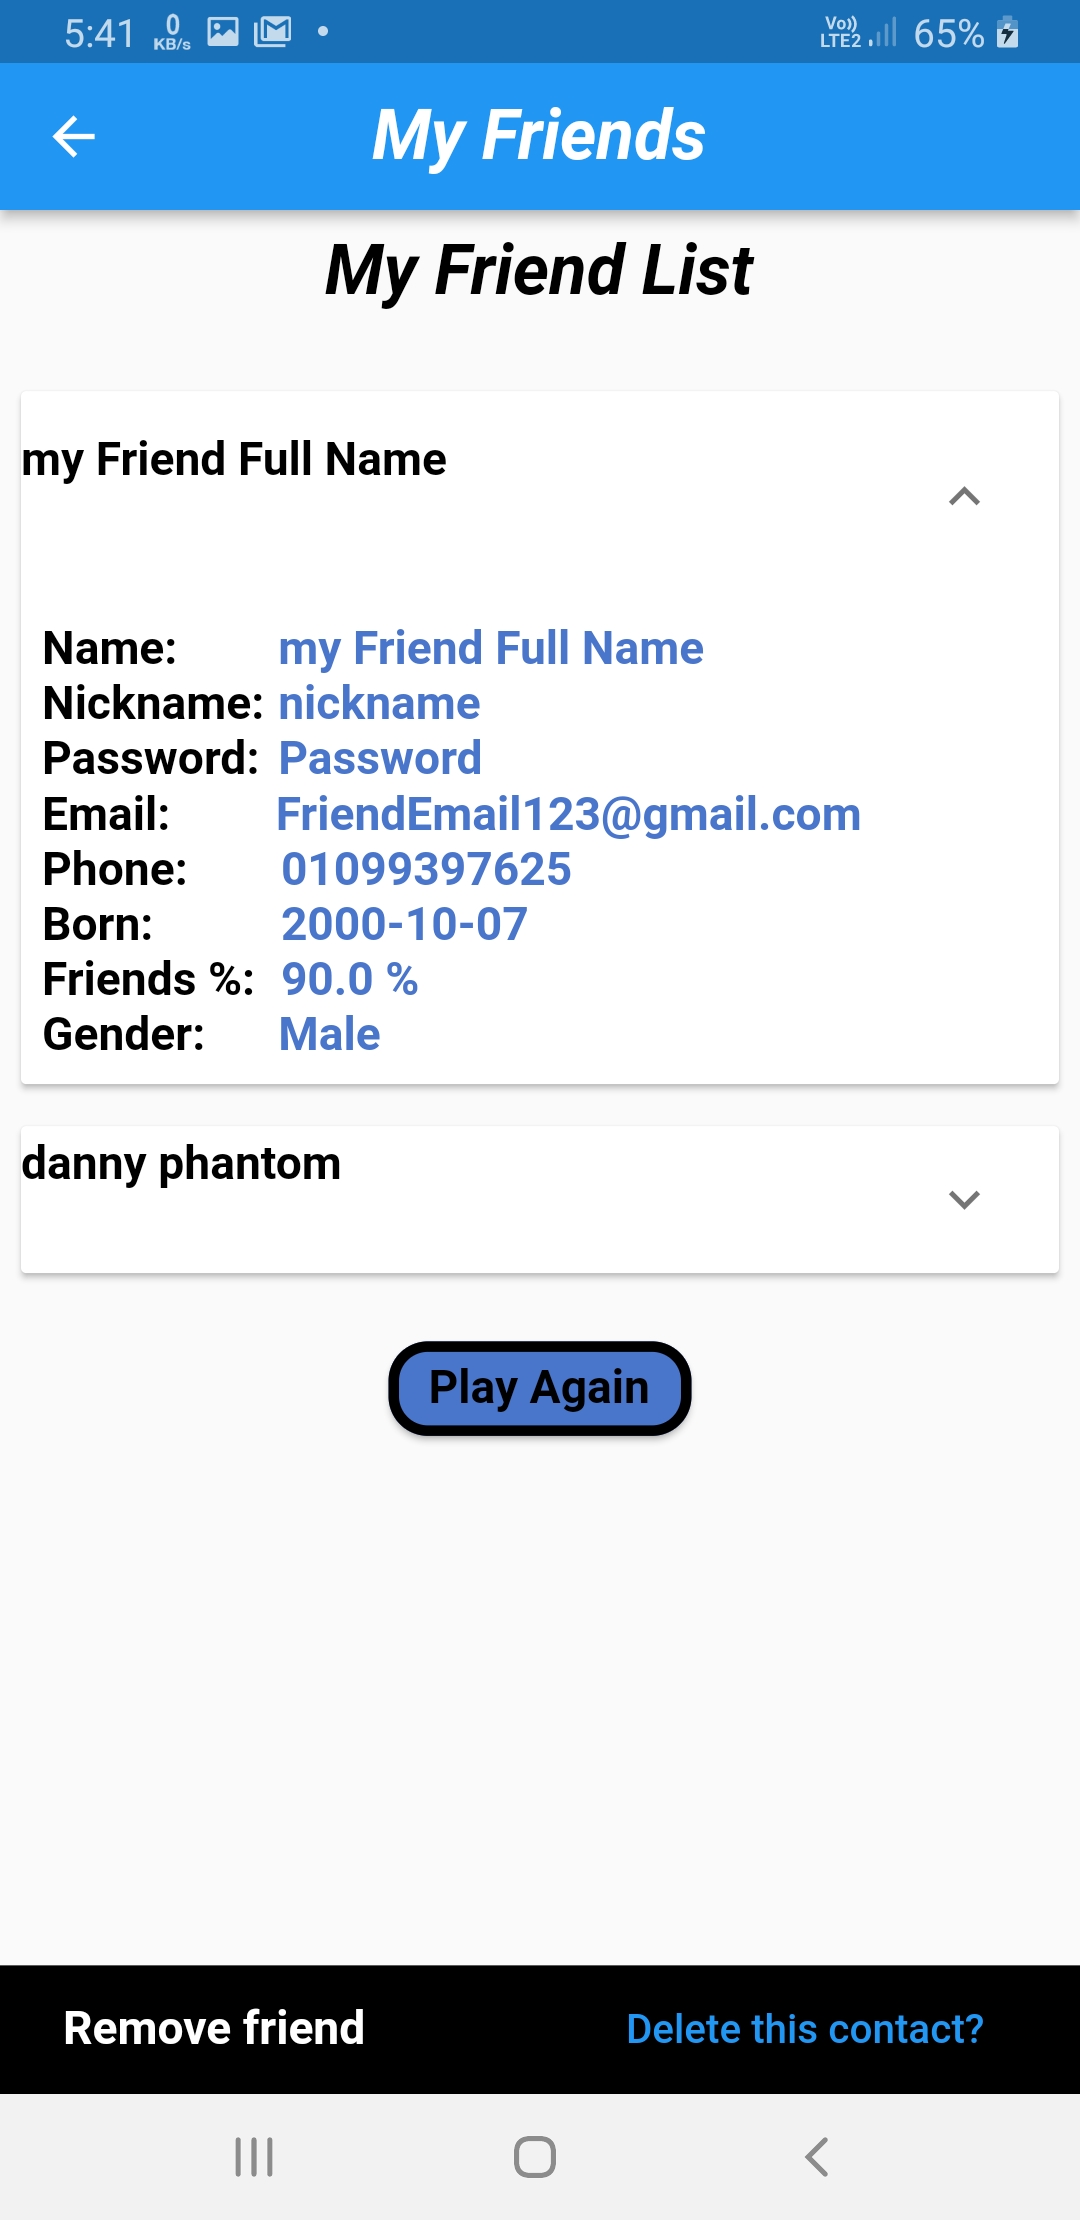 5:41 0 KB/s Vo)) LTE2 65%
My Friends
My Friend List
my Friend Full Name
Name: my Friend Full Name
Nickname: nickname
Password: Password
Email: FriendEmail123@gmail.com
Phone: 01099397625
Born: 2000-10-07
Friends %: 90.0 %
Gender: Male
danny phantom
Play Again
Remove friend Delete this contact?